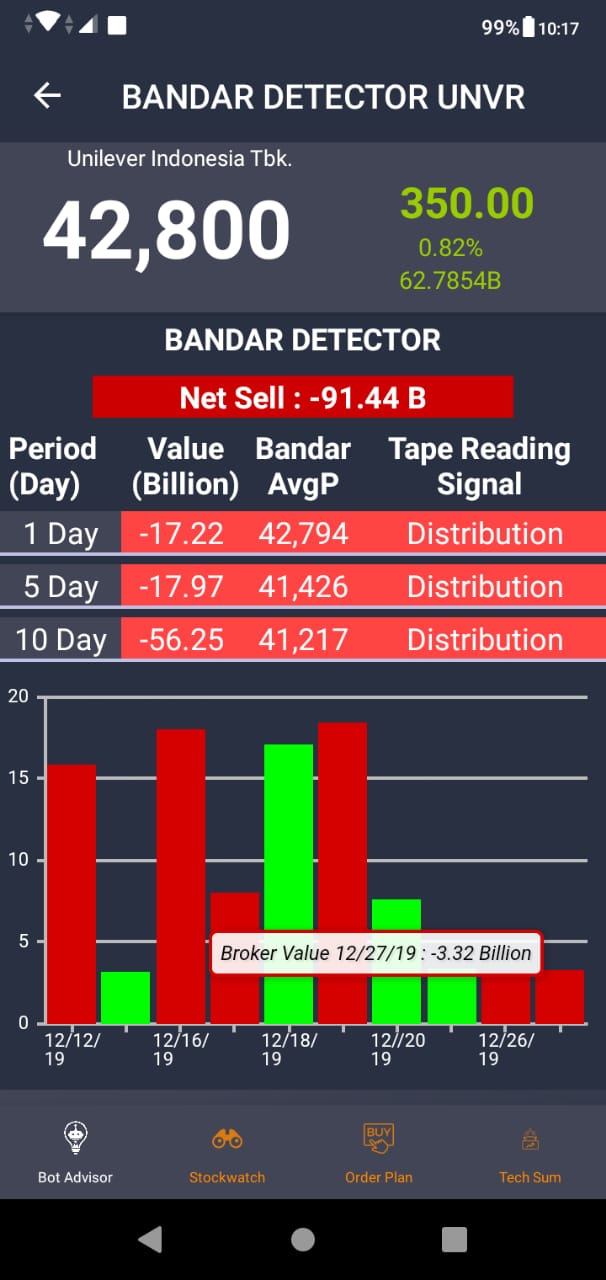 99% 10:17
BANDAR DETECTOR UNVR
Unilever Indonesia Tbk.
42,800
350.00
0.82%
62.7854B
BANDAR DETECTOR
Net Sell : -91.44 B
Period Value Bandar Tape Reading
(Day) (Billion) AvgP Signal
1 Day -17.22 42,794 Distribution
5 Day -17.97 41,426 Distribution
10 Day -56.25 41,217 Distribution
20
15
10
5
Broker Value 12/27/19 : -3.32 Billion
0
12/12/ 12/16/ 12/18/ 12//20 12/26/
19 19 19 19 19
BUY
Bot Advisor Stockwatch Order Plan Tech Sum